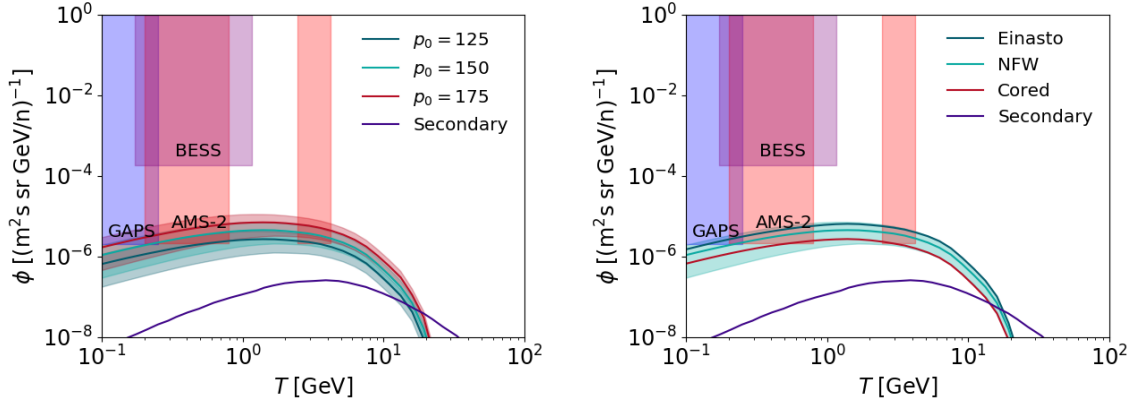 10^0
10^{-2}
10^{-4}
10^{-6}
10^{-8}
ϕ [(m^2s sr GeV/n)^{-1}]
p_0 = 125
p_0 = 150
p_0 = 175
Secondary
BESS
GAPS
AMS-2
10^{-1}
10^0
10^1
10^2
T [GeV]
10^0
10^{-2}
10^{-4}
10^{-6}
10^{-8}
ϕ [(m^2s sr GeV/n)^{-1}]
Einasto
NFW
Cored
Secondary
BESS
GAPS
AMS-2
10^{-1}
10^0
10^1
10^2
T [GeV]